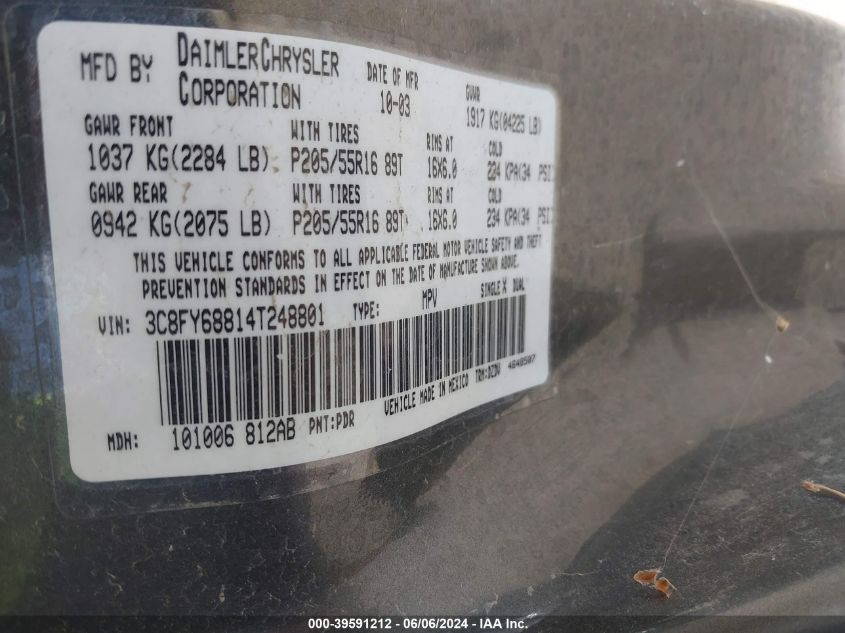 MFD BY: DAIMLERCHRYSLER CORPORATION
DATE OF MFR 10-03
GVWR 1917 KG(04225 LB)
GAWR FRONT WITH TIRES RIMS AT COLD
1037 KG(2284 LB) P205/55R16 89T 16X6.0 234 KPA(34 PSI)
GAWR REAR WITH TIRES RIMS AT COLD
0942 KG(2075 LB) P205/55R16 89T 16X6.0 234 KPA(34 PSI)
THIS VEHICLE CONFORMS TO ALL APPLICABLE FEDERAL MOTOR VEHICLE SAFETY AND THEFT
PREVENTION STANDARDS IN EFFECT ON THE DATE OF MANUFACTURE SHOWN ABOVE.
VIN: 3C8FY68814T248801 TYPE: MPV SINGLE X DUAL
VEHICLE MADE IN MEXICO TRM:DZDV 4648507
MDH: 101006 812AB PNT:PDR
000-39591212 - 06/06/2024 - IAA Inc.